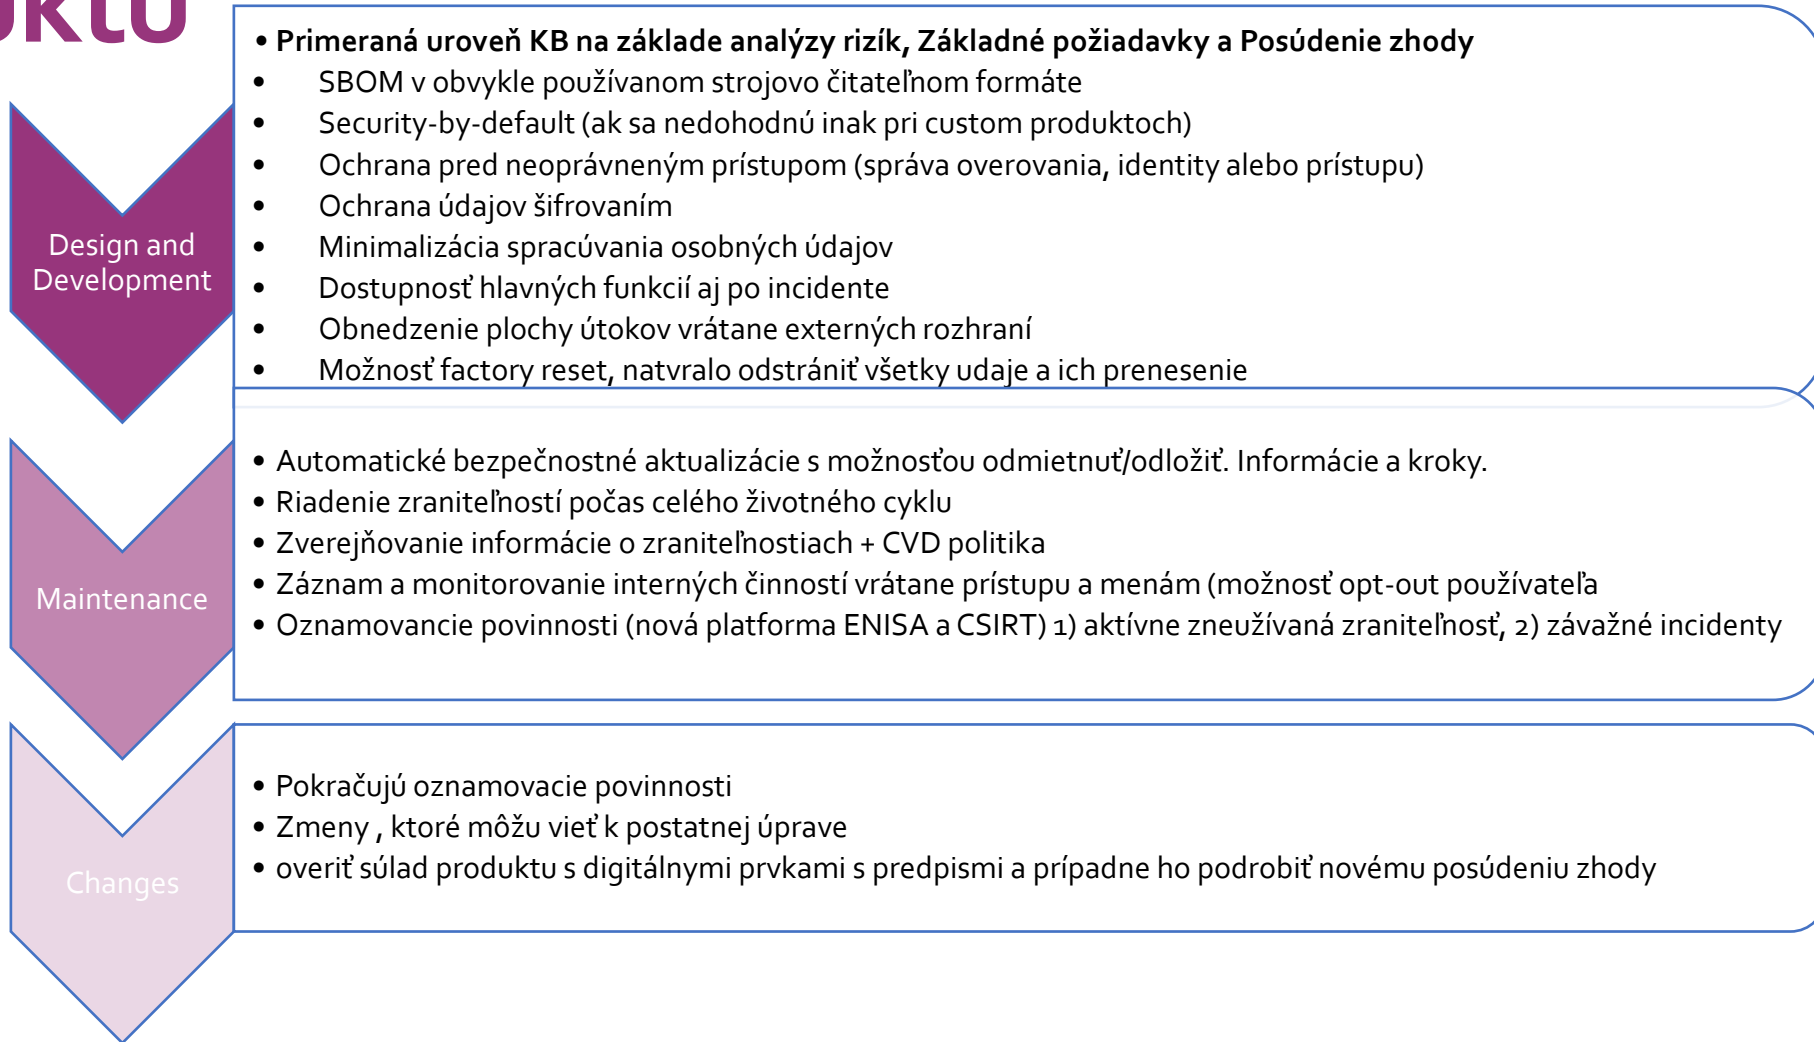 • Primeraná uroveň KB na základe analýzy rizík, Základné požiadavky a Posúdenie zhody
• SBOM v obvykle používanom strojovo čitateľnom formáte
• Security-by-default (ak sa nedohodnú inak pri custom produktoch)
• Ochrana pred neoprávneným prístupom (správa overovania, identity alebo prístupu)
• Ochrana údajov šifrovaním
• Minimalizácia spracúvania osobných údajov
• Dostupnosť hlavných funkcií aj po incidente
• Obnedzenie plochy útokov vrátane externých rozhraní
• Možnosť factory reset, natvralo odstrániť všetky udaje a ich prenesenie
Design and
Development
• Automatické bezpečnostné aktualizácie s možnosťou odmietnuť/odložiť. Informácie a kroky.
• Riadenie zraniteľností počas celého životného cyklu
• Zverejňovanie informácie o zraniteľnostiach + CVD politika
• Záznam a monitorovanie interných činností vrátane prístupu a menám (možnosť opt-out používateľa
• Oznamovancie povinnosti (nová platforma ENISA a CSIRT) 1) aktívne zneužívaná zraniteľnosť, 2) závažné incidenty
Maintenance
• Pokračujú oznamovacie povinnosti
• Zmeny , ktoré môžu vieť k postatnej úprave
• overiť súlad produktu s digitálnymi prvkami s predpismi a prípadne ho podrobiť novému posúdeniu zhody
Changes